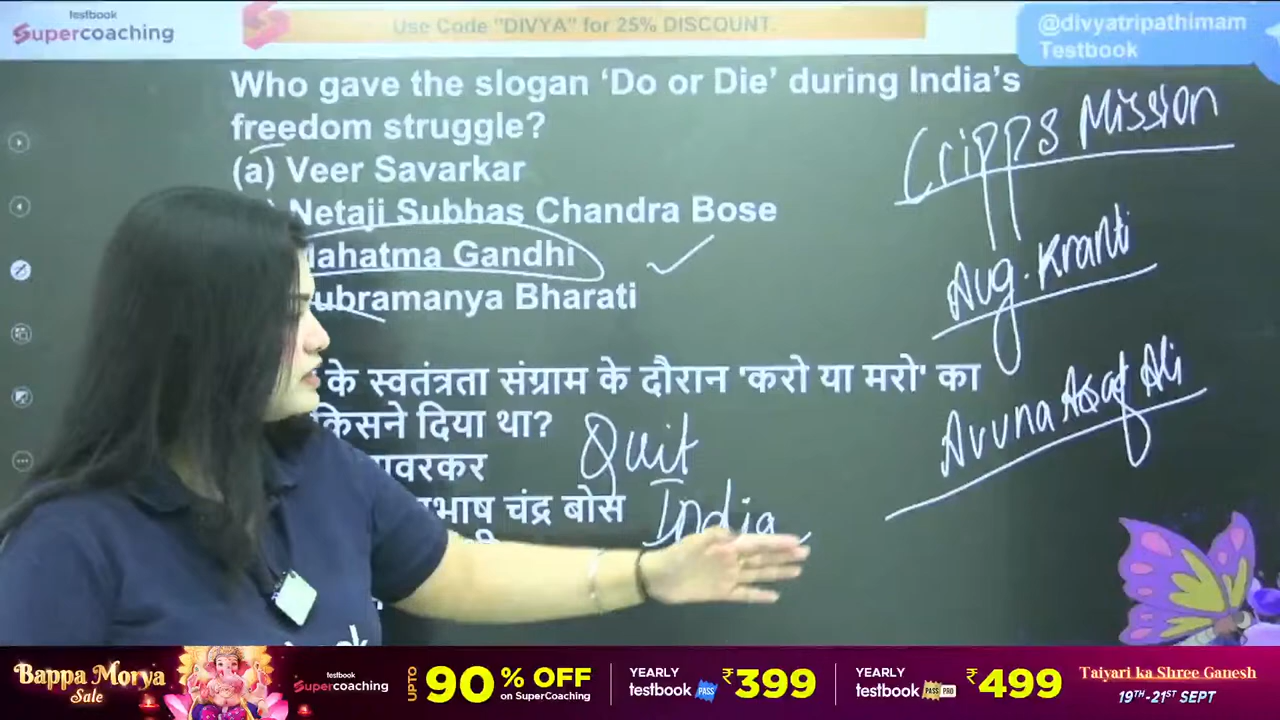 testbook
Supercoaching
Use Code "DIVYA" for 25% DISCOUNT.
@divyatripathimam
Testbook
Who gave the slogan ‘Do or Die’ during India’s
freedom struggle?
(a) Veer Savarkar
Netaji Subhas Chandra Bose
Mahatma Gandhi
Subramanya Bharati
के स्वतंत्रता संग्राम के दौरान 'करो या मरो' का
किसने दिया था?
सावरकर
सुभाष चंद्र बोस
Quit
India
Cripps Mission
Aug. Kranti
Aruna Asaf Ali
Bappa Morya
Sale
testbook
Supercoaching
UPTO 90% OFF
on SuperCoaching
YEARLY
testbook PASS
₹399
YEARLY
testbook PASS PRO
₹499
Taiyari ka Shree Ganesh
19TH-21ST SEPT